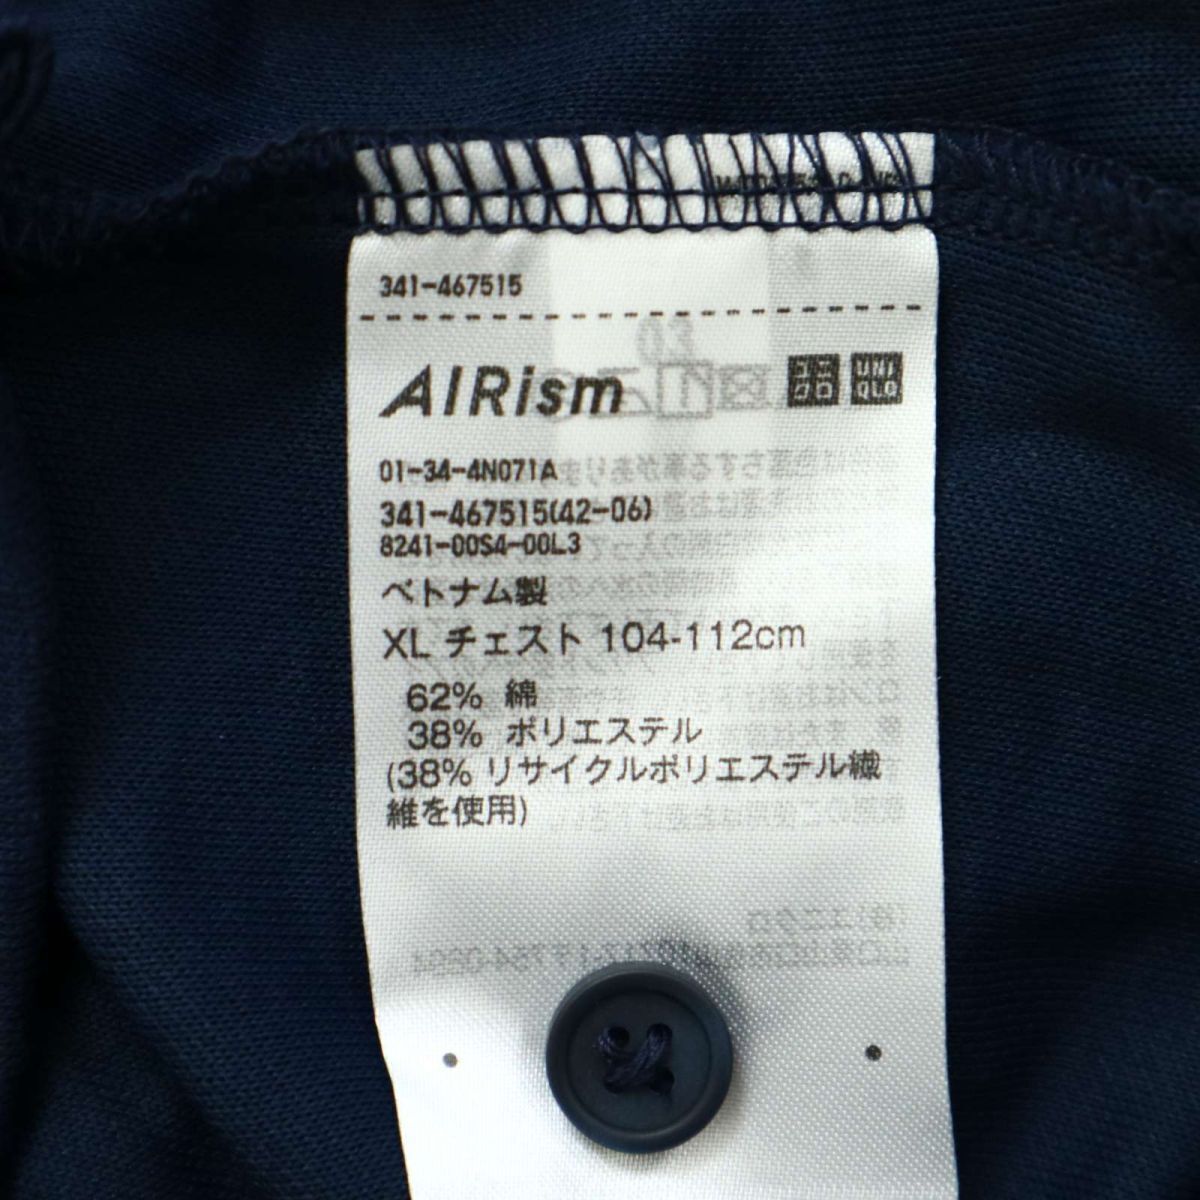 341-467515
AIRism ユニクロ UNIQLO
01-34-4N071A
341-467515(42-06)
8241-00S4-00L3
ベトナム製
XL チェスト 104-112cm
62% 綿
38% ポリエステル
(38% リサイクルポリエステル繊
維を使用)